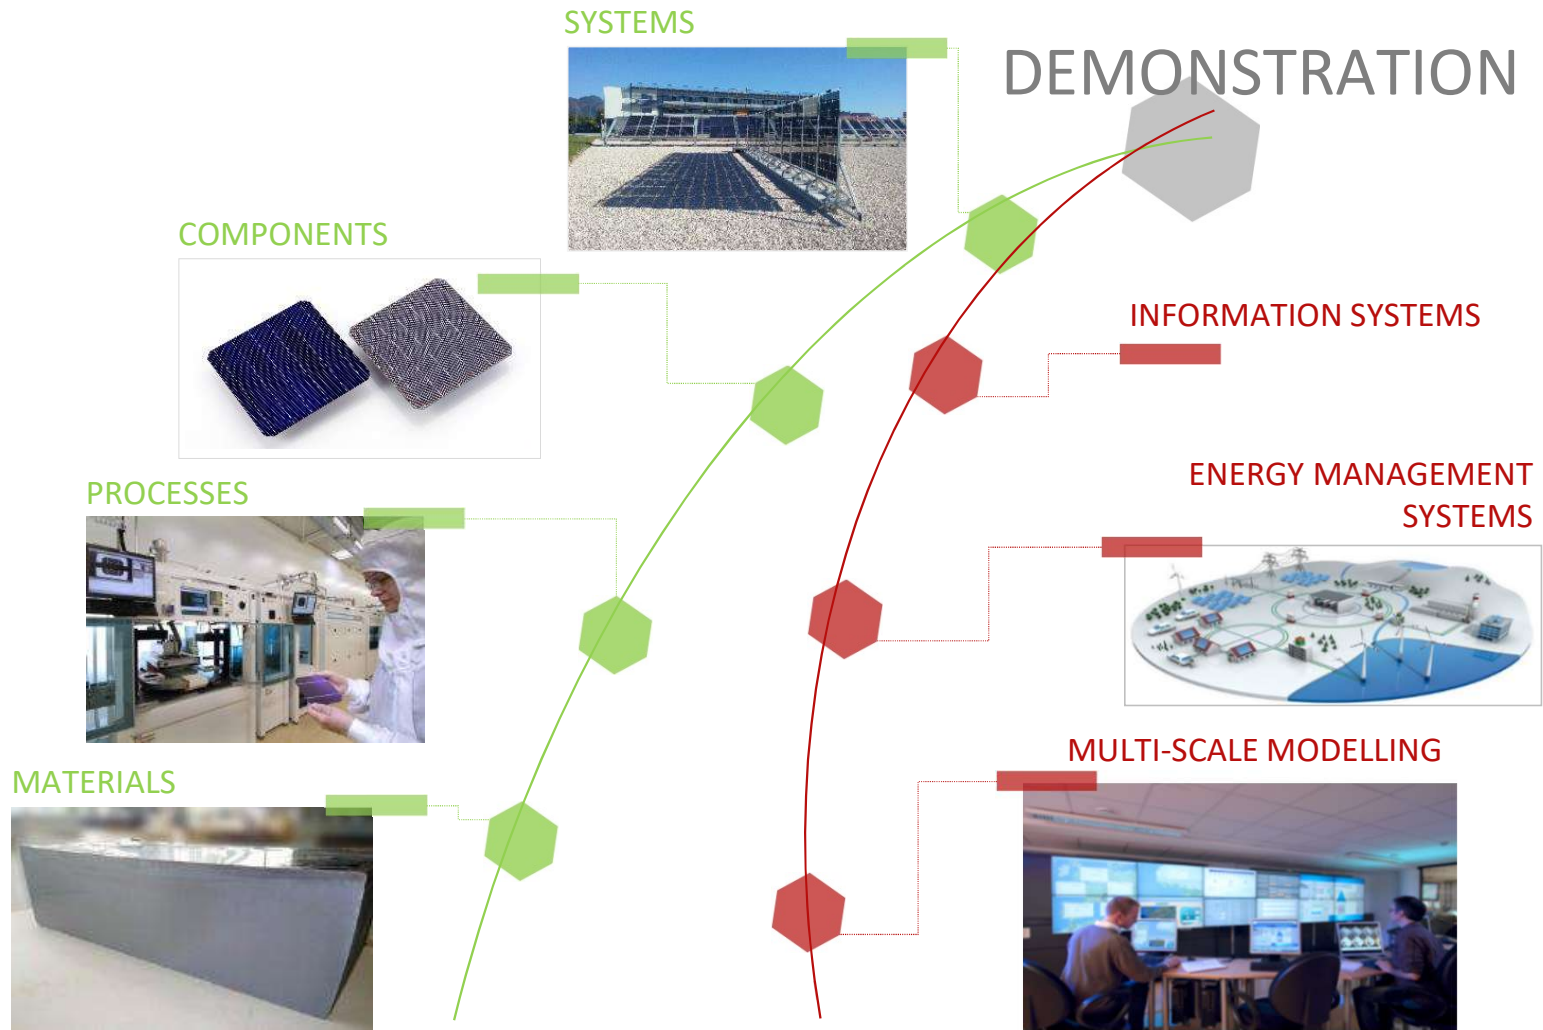 SYSTEMS
DEMONSTRATION
COMPONENTS
INFORMATION SYSTEMS
PROCESSES
ENERGY MANAGEMENT
SYSTEMS
MATERIALS
MULTI-SCALE MODELLING